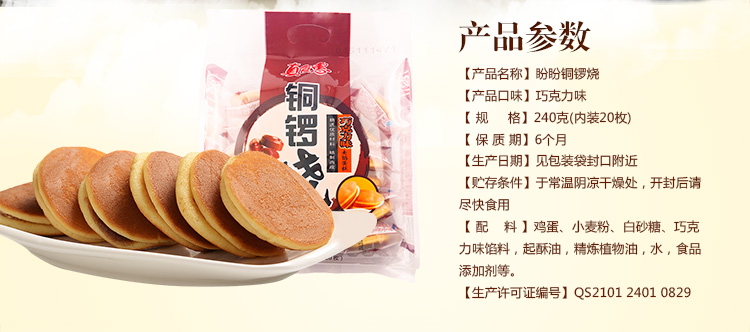 产品参数
【产品名称】盼盼铜锣烧
【产品口味】巧克力味
【 规    格 】240克(内装20枚)
【 保 质 期 】6个月
【生产日期】见包装袋封口附近
【贮存条件】于常温阴凉干燥处，开封后请
尽快食用
【 配    料 】鸡蛋、小麦粉、白砂糖、巧克
力味馅料，起酥油，精炼植物油，水，食品
添加剂等。
【生产许可证编号】QS2101 2401 0829
铜锣烧
巧克力味